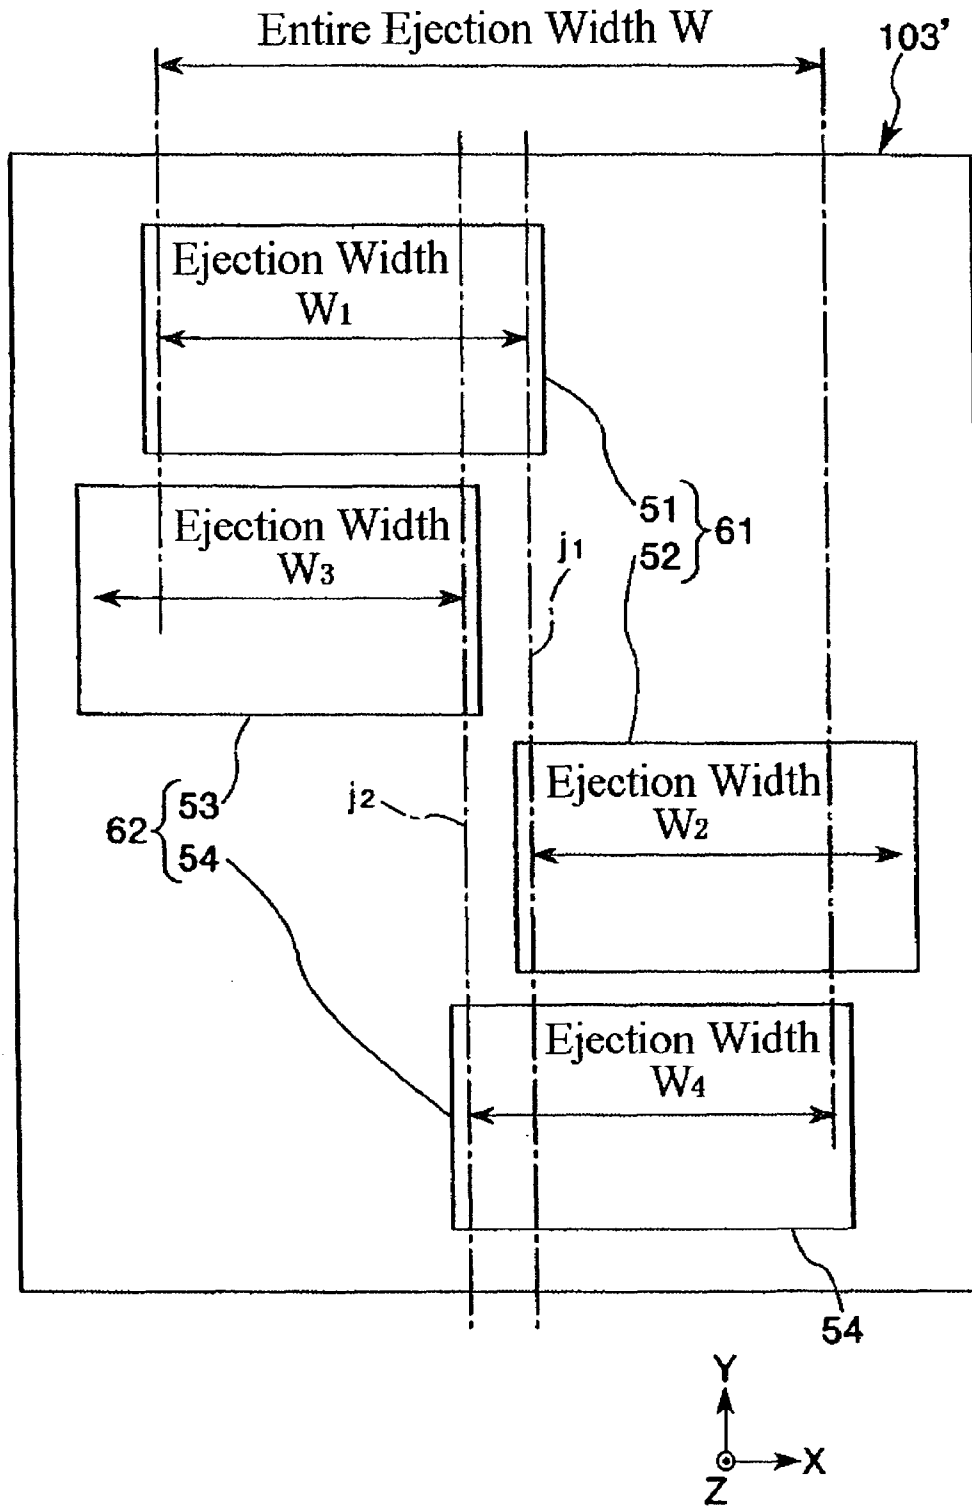 Entire Ejection Width W
103'
Ejection Width
W1
51
52
61
j1
Ejection Width
W3
53
54
62
j2
Ejection Width
W2
Ejection Width
W4
54
Y
X
Z